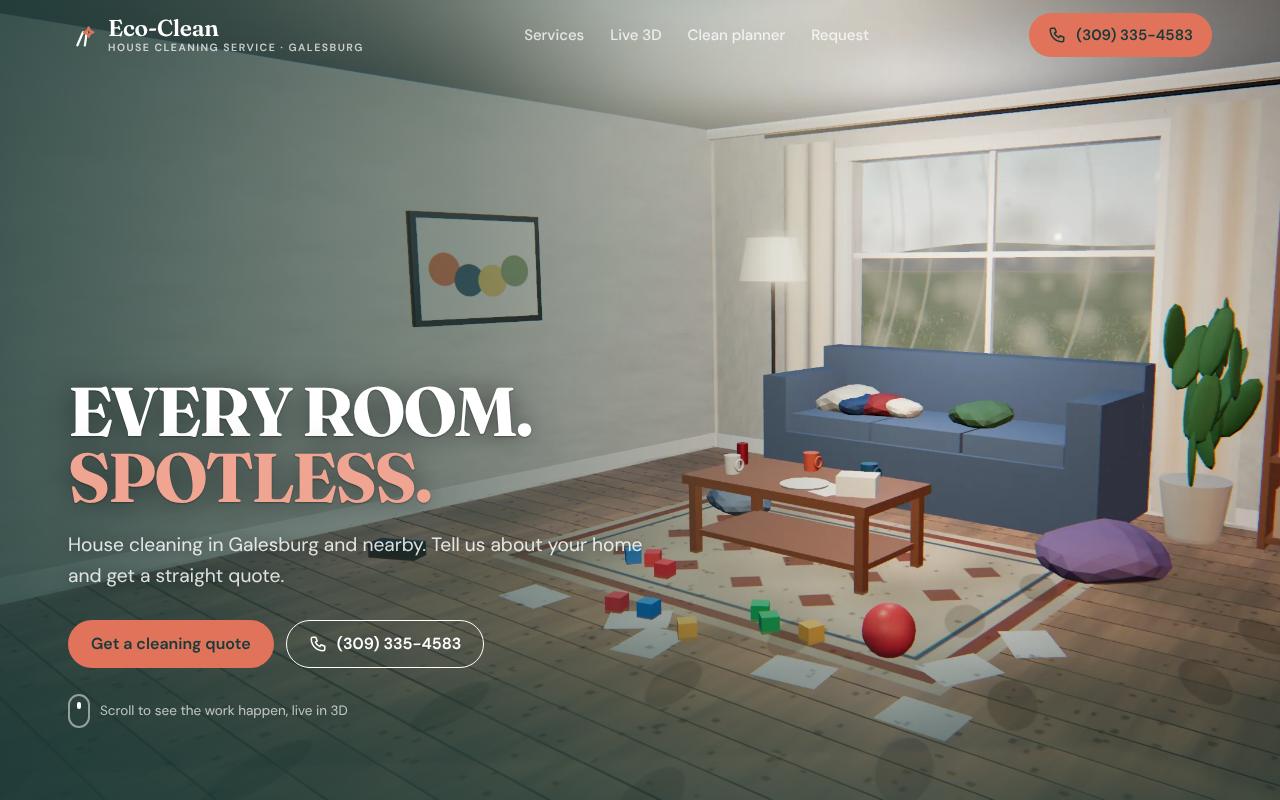 Eco-Clean
HOUSE CLEANING SERVICE · GALESBURG
Services
Live 3D
Clean planner
Request
(309) 335-4583
EVERY ROOM.
SPOTLESS.
House cleaning in Galesburg and nearby. Tell us about your home
and get a straight quote.
Get a cleaning quote
(309) 335-4583
Scroll to see the work happen, live in 3D